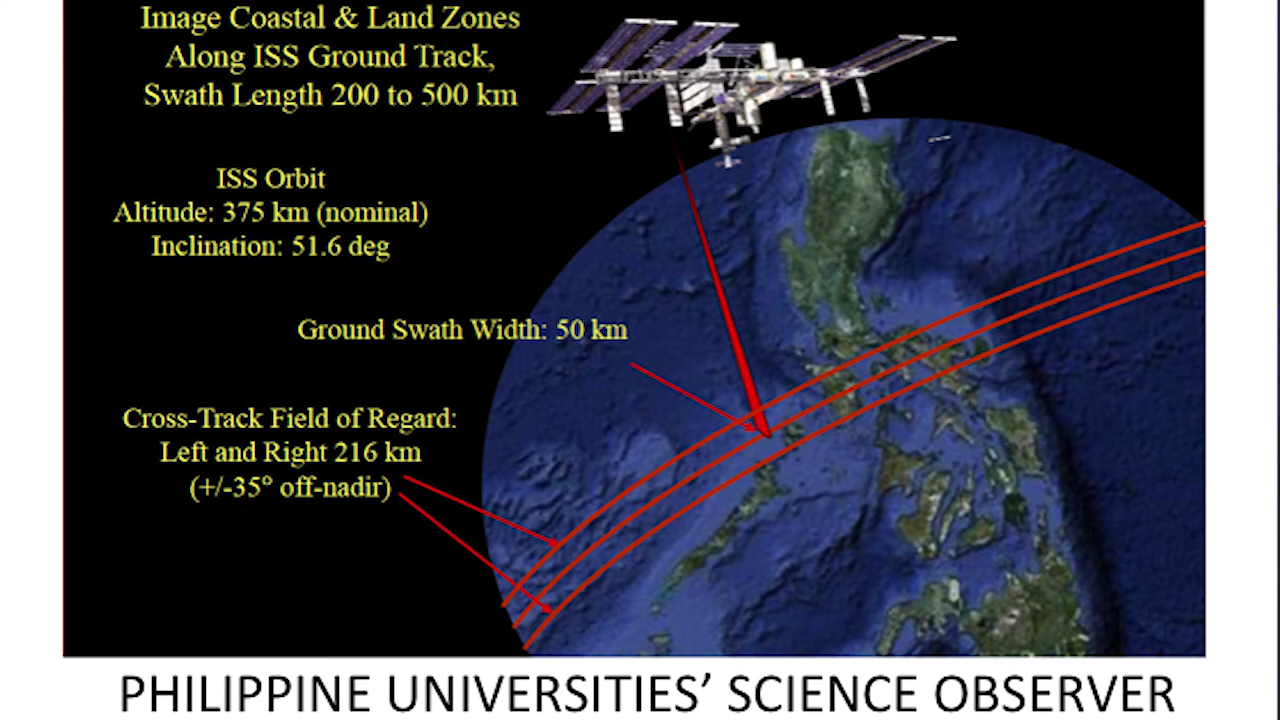 Image Coastal & Land Zones
Along ISS Ground Track,
Swath Length 200 to 500 km
ISS Orbit
Altitude: 375 km (nominal)
Inclination: 51.6 deg
Ground Swath Width: 50 km
Cross-Track Field of Regard:
Left and Right 216 km
(+/-35° off-nadir)
PHILIPPINE UNIVERSITIES’ SCIENCE OBSERVER